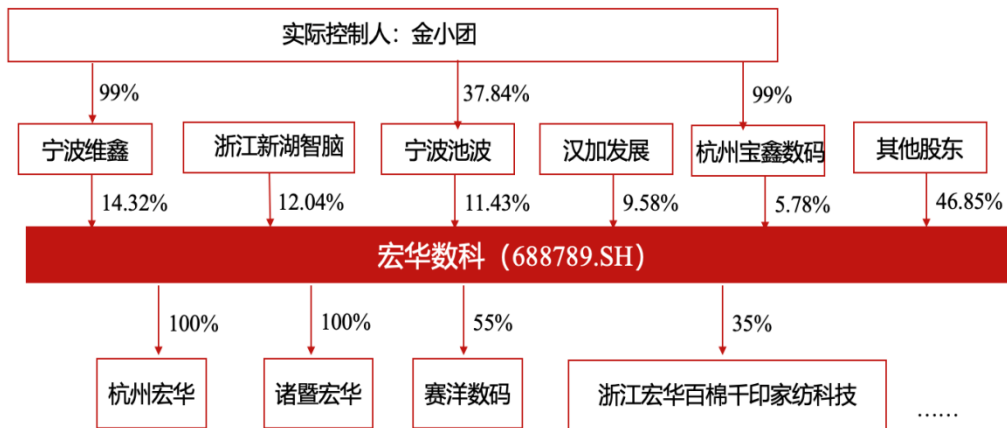 实际控制人：金小团
99%
37.84%
99%
宁波维鑫
浙江新湖智脑
宁波池波
汉加发展
杭州宝鑫数码
其他股东
14.32%
12.04%
11.43%
9.58%
5.78%
46.85%
宏华数科（688789.SH）
100%
100%
55%
35%
杭州宏华
诸暨宏华
赛洋数码
浙江宏华百棉千印家纺科技
……